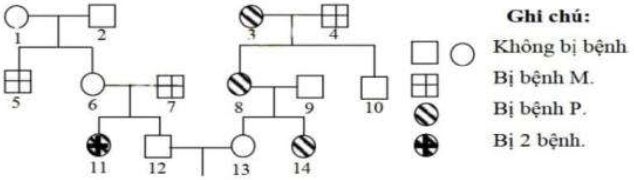 Ghi chú:
1 2 3 4
Không bị bệnh
Bị bệnh M.
5 6 7 8 9 10
Bị bệnh P.
Bị 2 bệnh.
11 12 13 14